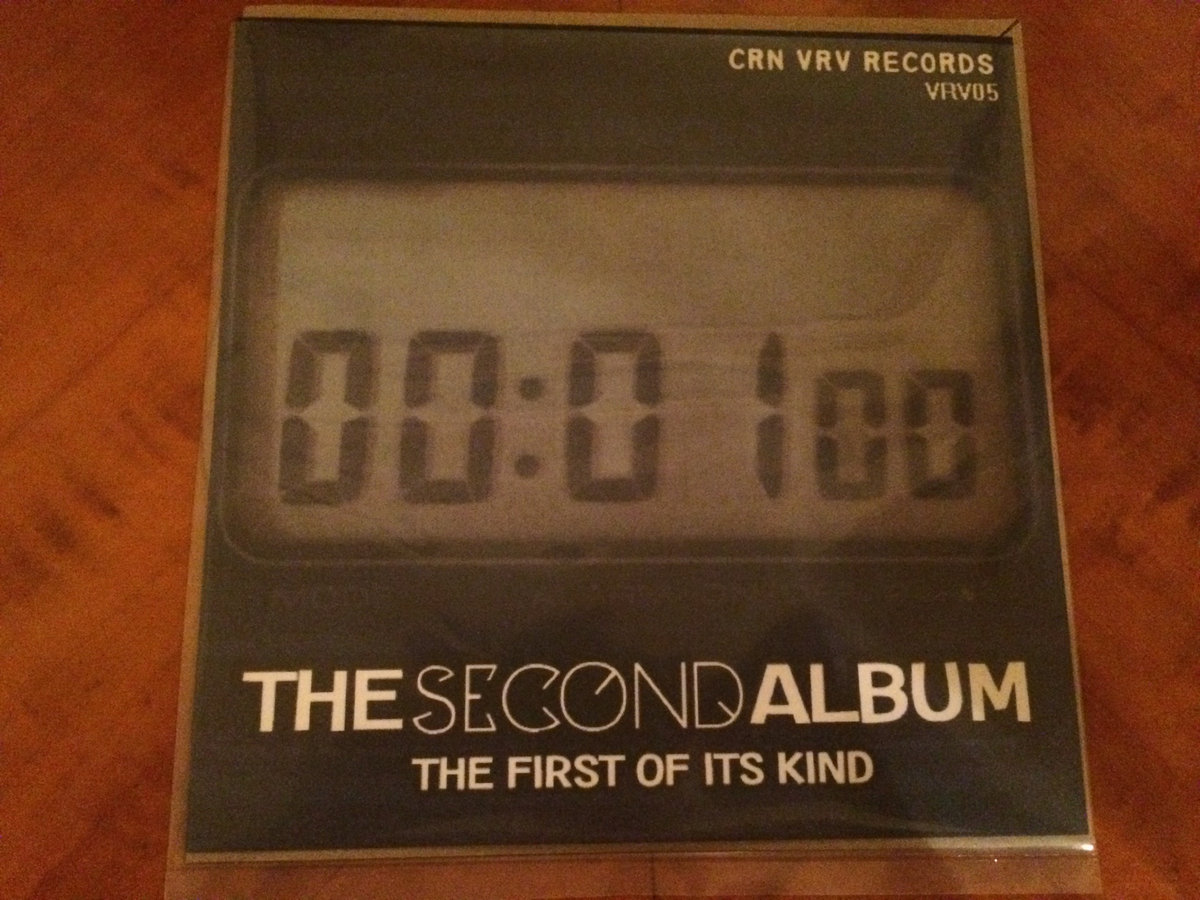 CRN VRV RECORDS
VRV05
00:01 00
THE SECOND ALBUM
THE FIRST OF ITS KIND